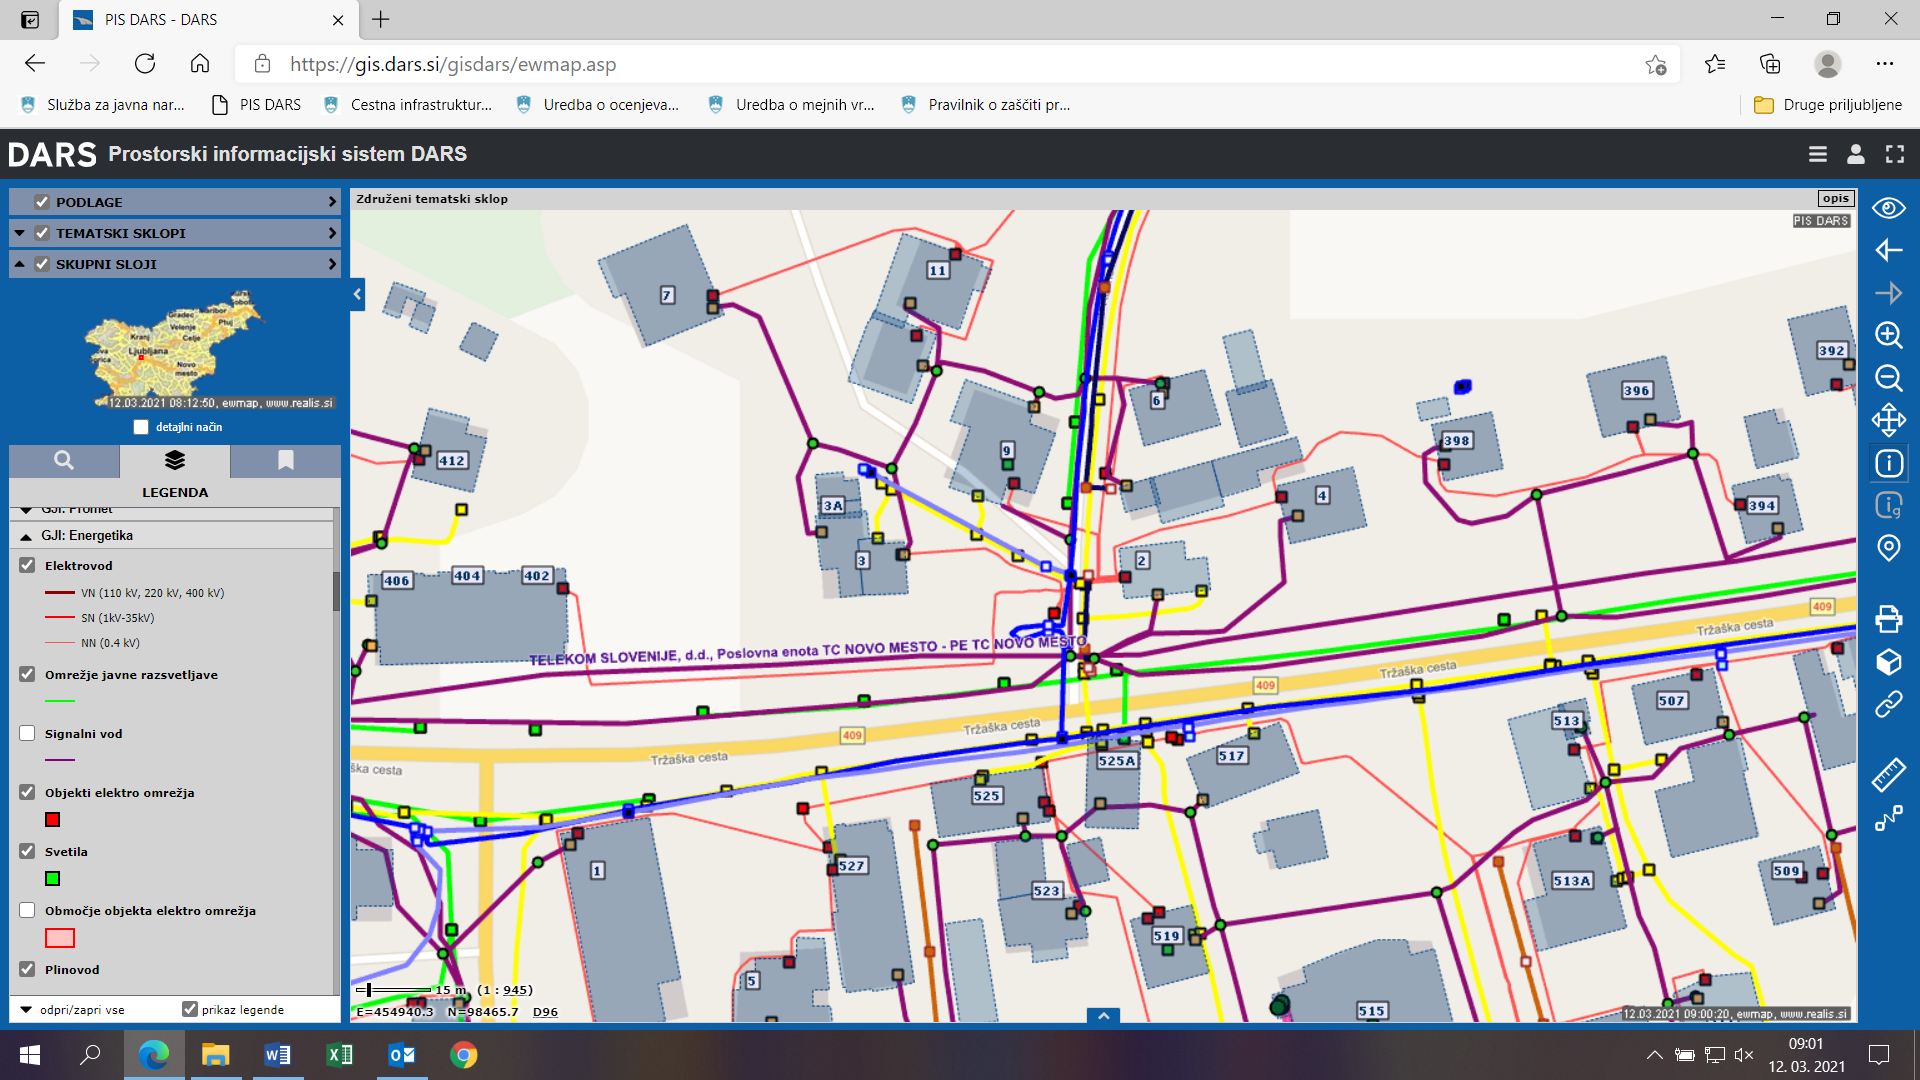 PIS DARS - DARS
https://gis.dars.si/gisdars/ewmap.asp
Služba za javna nar...
PIS DARS
Cestna infrastruktur...
Uredba o ocenjeva...
Uredba o mejnih vr...
Pravilnik o zaščiti pr...
Druge priljubljene
DARS Prostorski informacijski sistem DARS
PODLAGE
TEMATSKI SKLOPI
SKUPNI SLOJI
Maribor
Gradec
Ptuj
Velenje
Kranj
Celje
Ljubljana
Novo
mesto
12.03.2021 08:12:50, ewmap, www.realis.si
detajlni način
LEGENDA
GJI: Promet
GJI: Energetika
Elektrovod
VN (110 kV, 220 kV, 400 kV)
SN (1kV-35kV)
NN (0.4 kV)
Omrežje javne razsvetljave
Signalni vod
Objekti elektro omrežja
Svetila
Območje objekta elektro omrežja
Plinovod
odpri/zapri vse
prikaz legende
Združeni tematski sklop
opis
PIS DARS
11
7
392
396
6
398
9
412
4
3A
394
2
3
406
404
402
409
Tržaška cesta
TELEKOM SLOVENIJE, d.d., Poslovna enota TC NOVO MESTO - PE TC NOVO MESTO
Tržaška cesta
409
507
513
Tržaška cesta
409
Tržaška cesta
ška cesta
517
525A
525
527
1
509
513A
523
519
5
515
15 m (1 : 945)
E=454940.3 N=98465.7 D96
12.03.2021 09:00:20, ewmap, www.realis.si
09:01
12. 03. 2021